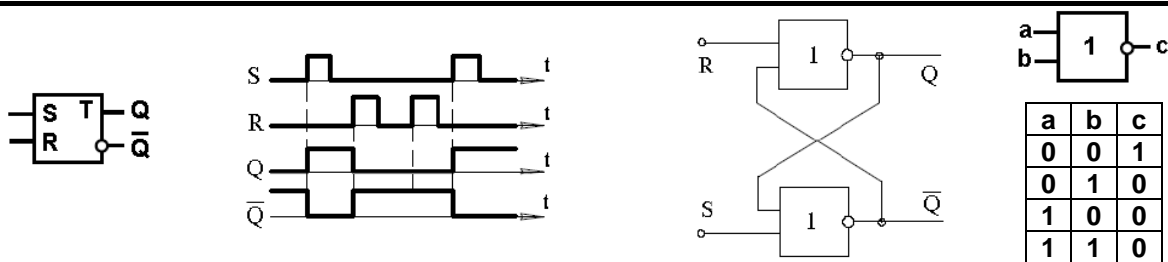 S T Q
R Q̅
S t
R t
Q t
Q̅ t
R 1 Q
S 1 Q̅
a 1 c
b
a b c
0 0 1
0 1 0
1 0 0
1 1 0